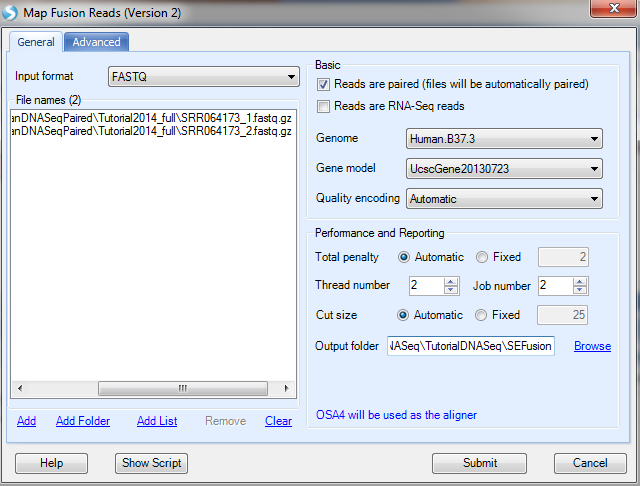 Map Fusion Reads (Version 2)
General
Advanced
Input format
FASTQ
File names (2)
anDNASeqPaired\Tutorial2014_full\SRR064173_1.fastq.gz
anDNASeqPaired\Tutorial2014_full\SRR064173_2.fastq.gz
Add
Add Folder
Add List
Remove
Clear
Basic
Reads are paired (files will be automatically paired)
Reads are RNA-Seq reads
Genome
Human.B37.3
Gene model
UcscGene20130723
Quality encoding
Automatic
Performance and Reporting
Total penalty
Automatic
Fixed
2
Thread number
2
Job number
2
Cut size
Automatic
Fixed
25
Output folder
NASeq\TutorialDNASeq\SEFusion
Browse
OSA4 will be used as the aligner
Help
Show Script
Submit
Cancel